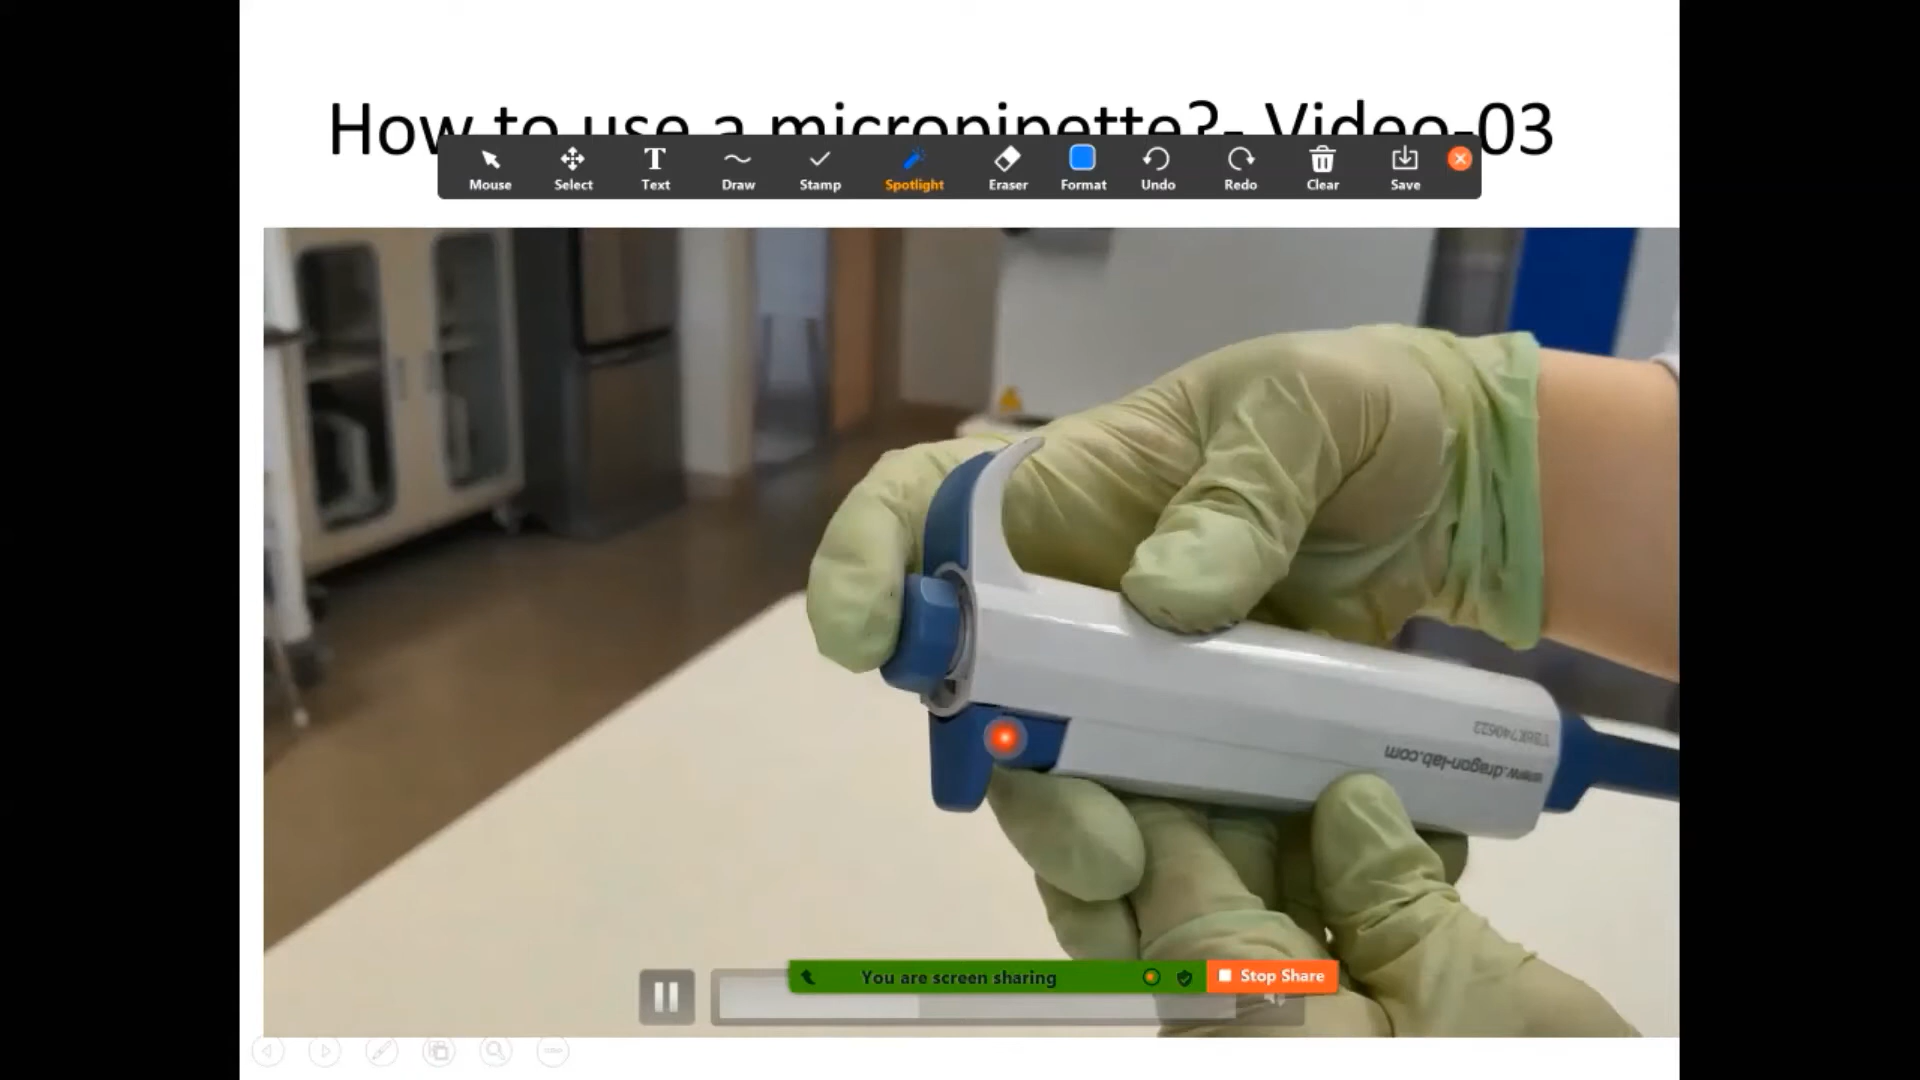 How to use a micropipette?- Video-03
Mouse
Select
Text
Draw
Stamp
Spotlight
Eraser
Format
Undo
Redo
Clear
Save
www.dragon-lab.com
You are screen sharing
Stop Share